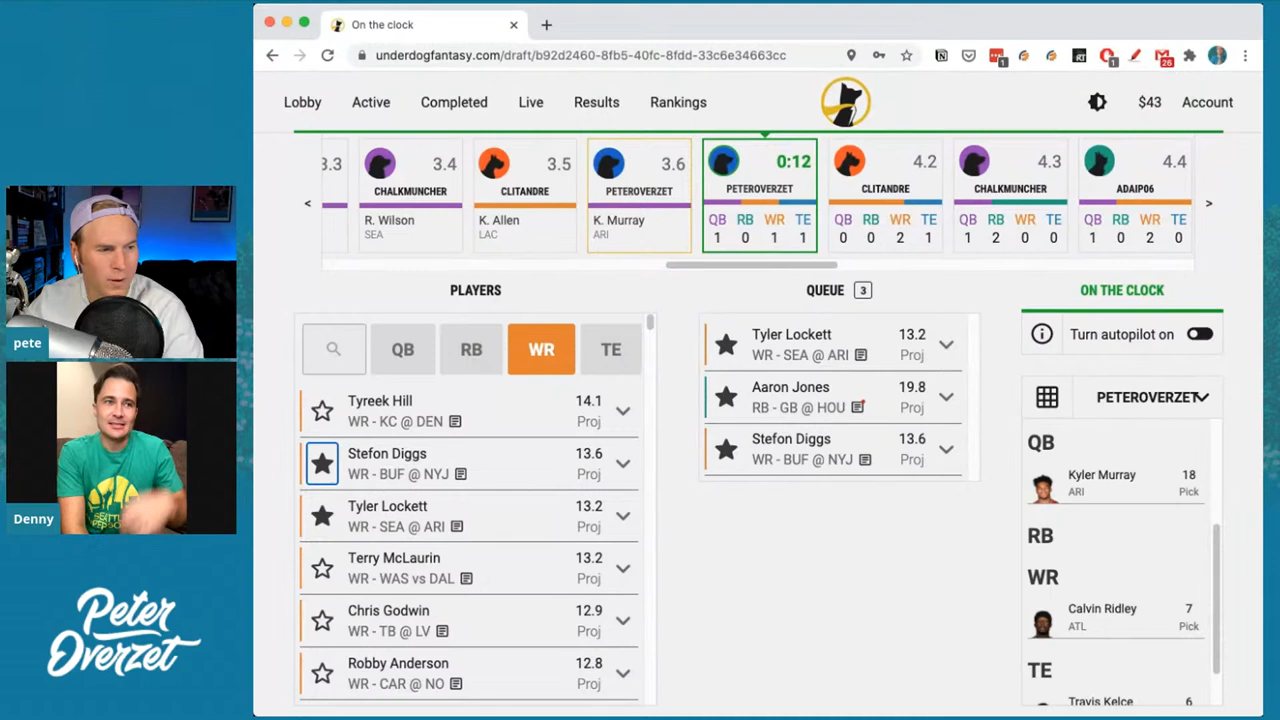 On the clock
underdogfantasy.com/draft/b92d2460-8fb5-40fc-8fdd-33c6e34663cc
1
1
26
Lobby
Active
Completed
Live
Results
Rankings
$43
Account
3.3
3.4
CHALKMUNCHER
R. Wilson
SEA
3.5
CLITANDRE
K. Allen
LAC
3.6
PETEROVERZET
K. Murray
ARI
0:12
PETEROVERZET
QB RB WR TE
1 0 1 1
4.2
CLITANDRE
QB RB WR TE
0 0 2 1
4.3
CHALKMUNCHER
QB RB WR TE
1 2 0 0
4.4
ADAIP06
QB RB WR TE
1 0 2 0
<
>
PLAYERS
QB
RB
WR
TE
Tyreek Hill 14.1
WR - KC @ DEN Proj
Stefon Diggs 13.6
WR - BUF @ NYJ Proj
Tyler Lockett 13.2
WR - SEA @ ARI Proj
Terry McLaurin 13.2
WR - WAS vs DAL Proj
Chris Godwin 12.9
WR - TB @ LV Proj
Robby Anderson 12.8
WR - CAR @ NO Proj
QUEUE 3
Tyler Lockett 13.2
WR - SEA @ ARI Proj
Aaron Jones 19.8
RB - GB @ HOU Proj
Stefon Diggs 13.6
WR - BUF @ NYJ Proj
ON THE CLOCK
Turn autopilot on
PETEROVERZET
QB
Kyler Murray 18
ARI Pick
RB
WR
Calvin Ridley 7
ATL Pick
TE
Travis Kelce 6
pete
Denny
Peter
Overzet